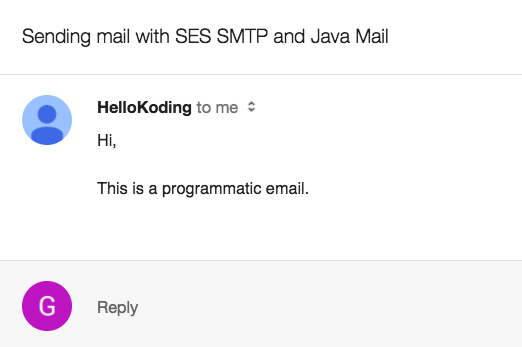 Sending mail with SES SMTP and Java Mail
HelloKoding to me
Hi,
This is a programmatic email.
G
Reply